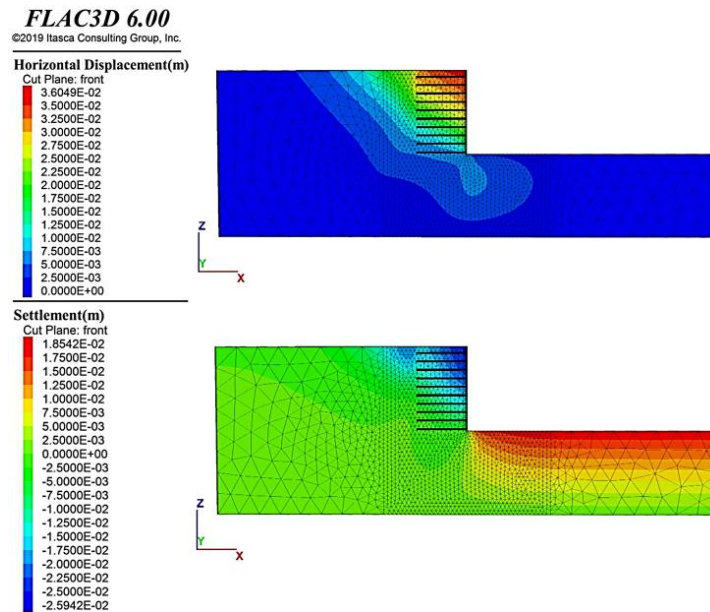 FLAC3D 6.00
©2019 Itasca Consulting Group, Inc.
Horizontal Displacement(m)
Cut Plane: front
3.6049E-02
3.5000E-02
3.2500E-02
3.0000E-02
2.7500E-02
2.5000E-02
2.2500E-02
2.0000E-02
1.7500E-02
1.5000E-02
1.2500E-02
1.0000E-02
7.5000E-03
5.0000E-03
2.5000E-03
0.0000E+00
Z
Y
X
Settlement(m)
Cut Plane: front
1.8542E-02
1.7500E-02
1.5000E-02
1.2500E-02
1.0000E-02
7.5000E-03
5.0000E-03
2.5000E-03
0.0000E+00
-2.5000E-03
-5.0000E-03
-7.5000E-03
-1.0000E-02
-1.2500E-02
-1.5000E-02
-1.7500E-02
-2.0000E-02
-2.2500E-02
-2.5000E-02
-2.5942E-02
Z
Y
X